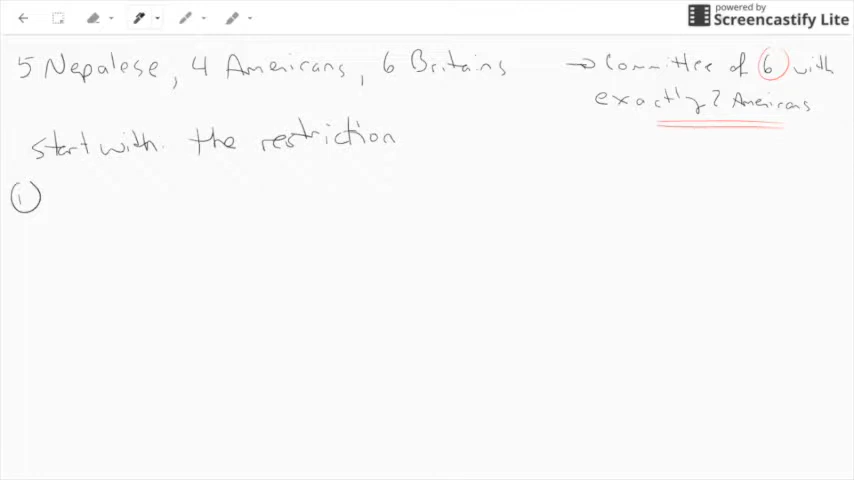 powered by
Screencastify Lite
5 Nepalese, 4 Americans, 6 Britains
→ Committee of 6 with
exactly 2 Americans
start with the restriction
①